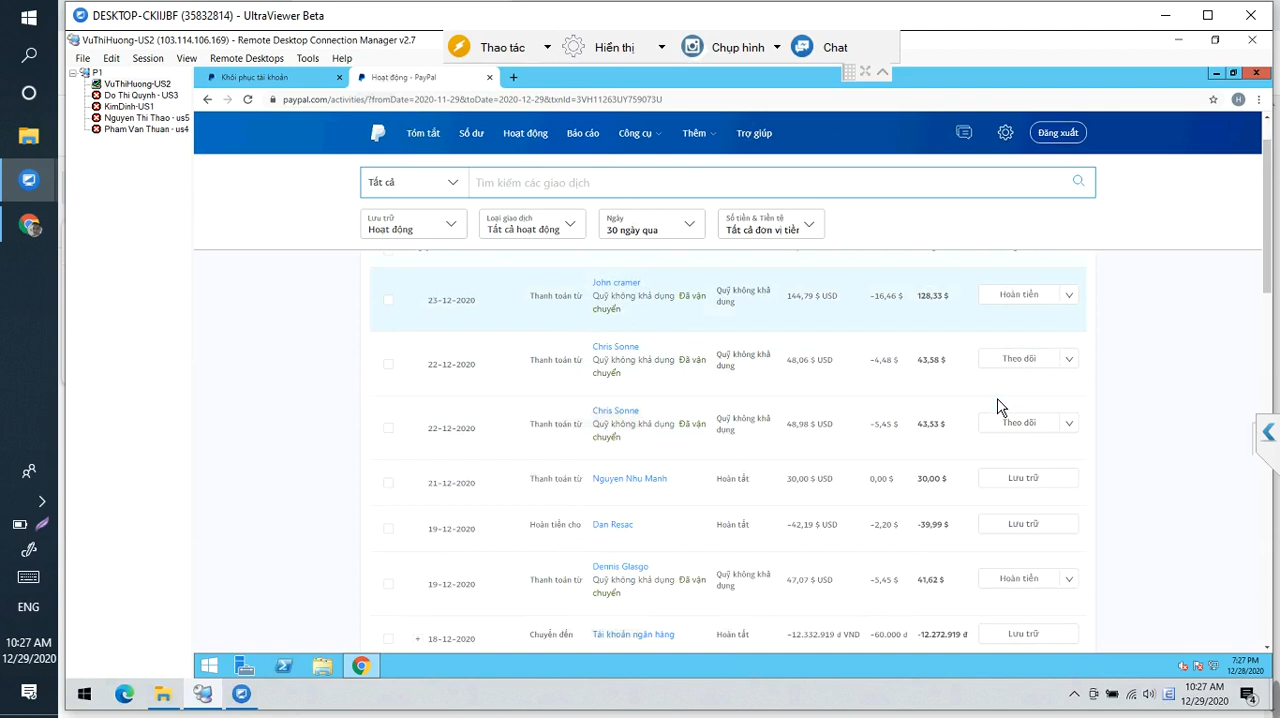 DESKTOP-CKIIJBF (35832814) - UltraViewer Beta
VuThiHuong-US2 (103.114.106.169) - Remote Desktop Connection Manager v2.7
Thao tác
Hiển thị
Chụp hình
Chat
File Edit Session View Remote Desktops Tools Help
P1
VuThiHuong-US2
Do Thi Quynh - US3
KimDinh-US1
Nguyen Thi Thao - us5
Pham Van Thuan - us4
Khôi phục tài khoản
Hoạt động - PayPal
paypal.com/activities/?fromDate=2020-11-29&toDate=2020-12-29&txnId=3VH11263UY759073U
H
Tóm tắt Số dư Hoạt động Báo cáo Công cụ Thêm Trợ giúp Đăng xuất
Tất cả
Tìm kiếm các giao dịch
Lưu trữ
Hoạt động
Loại giao dịch
Tất cả hoạt động
Ngày
30 ngày qua
Số tiền & Tiền tệ
Tất cả đơn vị tiền
23-12-2020 Thanh toán từ John cramer
Quỹ không khả dụng Đã vận chuyển
Quỹ không khả dụng 144,79 $ USD -16,46 $ 128,33 $ Hoàn tiền
22-12-2020 Thanh toán từ Chris Sonne
Quỹ không khả dụng Đã vận chuyển
Quỹ không khả dụng 48,06 $ USD -4,48 $ 43,58 $ Theo dõi
22-12-2020 Thanh toán từ Chris Sonne
Quỹ không khả dụng Đã vận chuyển
Quỹ không khả dụng 48,98 $ USD -5,45 $ 43,53 $ Theo dõi
21-12-2020 Thanh toán từ Nguyen Nhu Manh Hoàn tất 30,00 $ USD 0,00 $ 30,00 $ Lưu trữ
19-12-2020 Hoàn tiền cho Dan Resac Hoàn tất -42,19 $ USD -2,20 $ -39,99 $ Lưu trữ
19-12-2020 Thanh toán từ Dennis Glasgo
Quỹ không khả dụng Đã vận chuyển
Quỹ không khả dụng 47,07 $ USD -5,45 $ 41,62 $ Hoàn tiền
+ 18-12-2020 Chuyển đến Tài khoản ngân hàng Hoàn tất -12.332.919 đ VND -60.000 đ -12.272.919 đ Lưu trữ
7:27 PM
12/28/2020
10:27 AM
12/29/2020
4
ENG
10:27 AM
12/29/2020